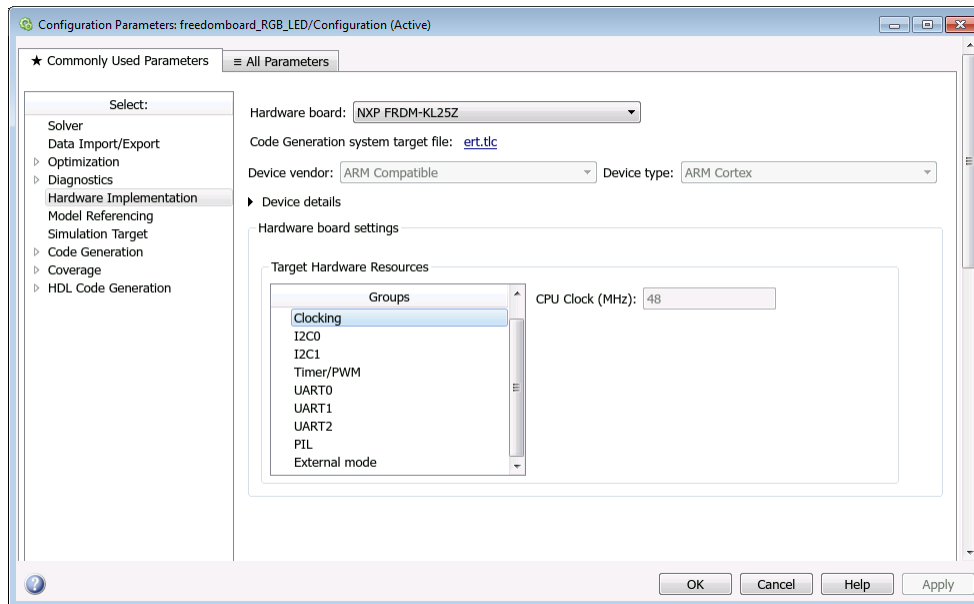 Configuration Parameters: freedomboard_RGB_LED/Configuration (Active)
★ Commonly Used Parameters
≡ All Parameters
Select:
Solver
Data Import/Export
Optimization
Diagnostics
Hardware Implementation
Model Referencing
Simulation Target
Code Generation
Coverage
HDL Code Generation
Hardware board: NXP FRDM-KL25Z
Code Generation system target file: ert.tlc
Device vendor: ARM Compatible Device type: ARM Cortex
Device details
Hardware board settings
Target Hardware Resources
Groups
Clocking
I2C0
I2C1
Timer/PWM
UART0
UART1
UART2
PIL
External mode
CPU Clock (MHz): 48
OK Cancel Help Apply